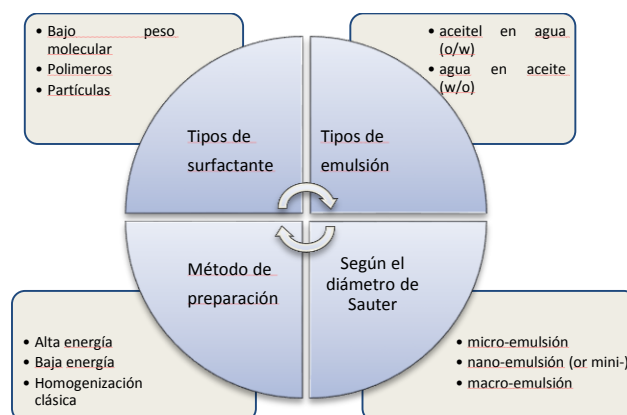 • Bajo peso
molecular
• Polimeros
• Partículas
• aceitel en agua
(o/w)
• agua en aceite
(w/o)
Tipos de
surfactante
Tipos de
emulsión
Método de
preparación
Según el
diámetro de
Sauter
• Alta energía
• Baja energía
• Homogenización
clásica
• micro-emulsión
• nano-emulsión (or mini-)
• macro-emulsión